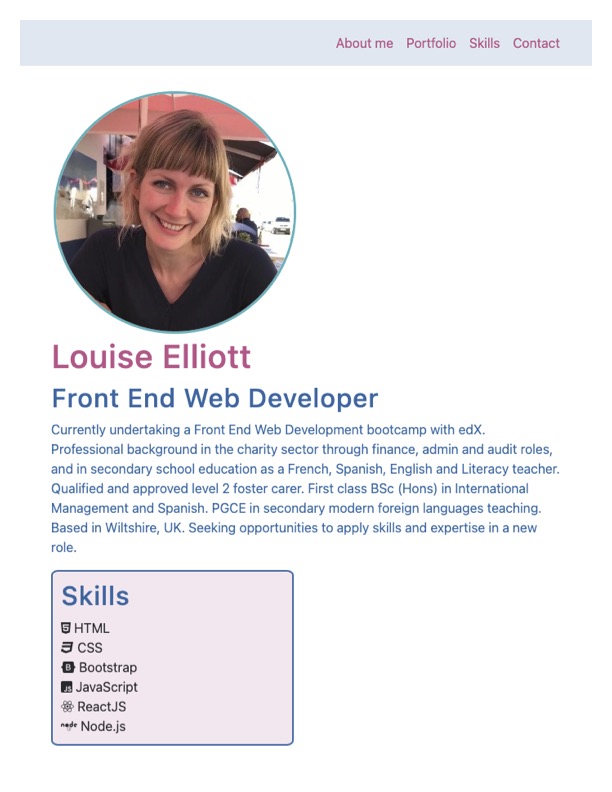 About me Portfolio Skills Contact
Louise Elliott
Front End Web Developer
Currently undertaking a Front End Web Development bootcamp with edX.
Professional background in the charity sector through finance, admin and audit roles,
and in secondary school education as a French, Spanish, English and Literacy teacher.
Qualified and approved level 2 foster carer. First class BSc (Hons) in International
Management and Spanish. PGCE in secondary modern foreign languages teaching.
Based in Wiltshire, UK. Seeking opportunities to apply skills and expertise in a new
role.
Skills
HTML
CSS
Bootstrap
JavaScript
ReactJS
Node.js